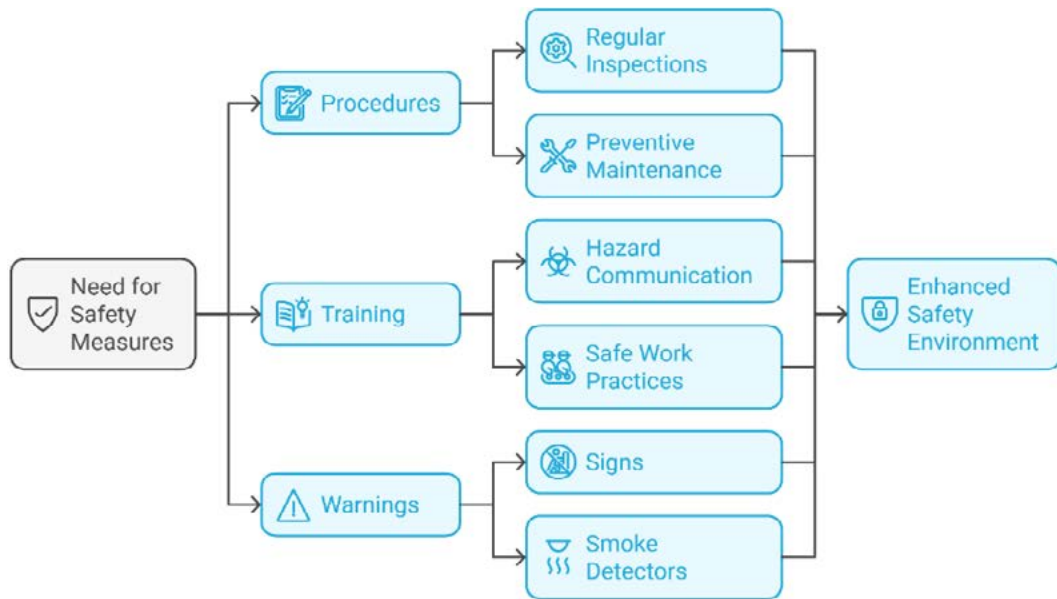 Need for
Safety
Measures
Procedures
Training
Warnings
Regular
Inspections
Preventive
Maintenance
Hazard
Communication
Safe Work
Practices
Signs
Smoke
Detectors
Enhanced
Safety
Environment